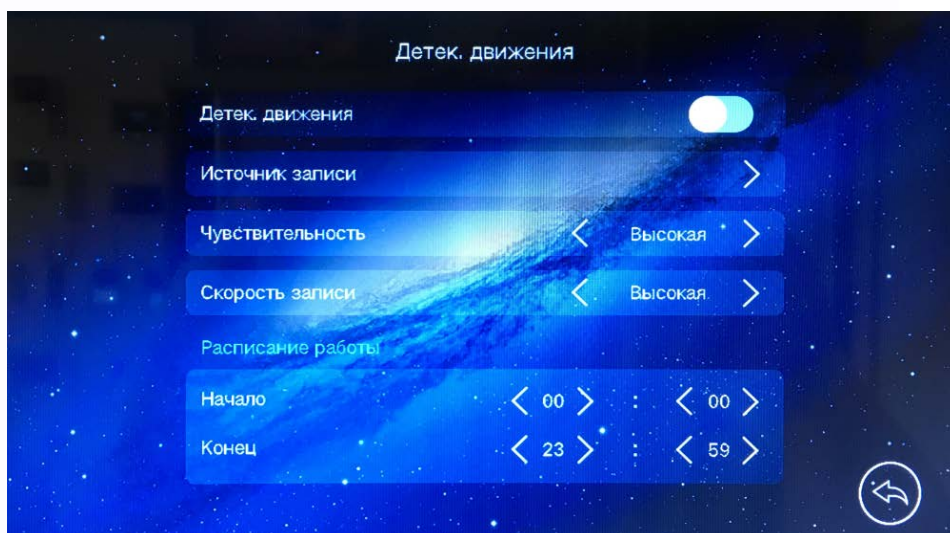 Детек. движения
Детек. движения
Источник записи
Чувствительность Высокая
Скорость записи Высокая
Расписание работы
Начало 00 : 00
Конец 23 : 59